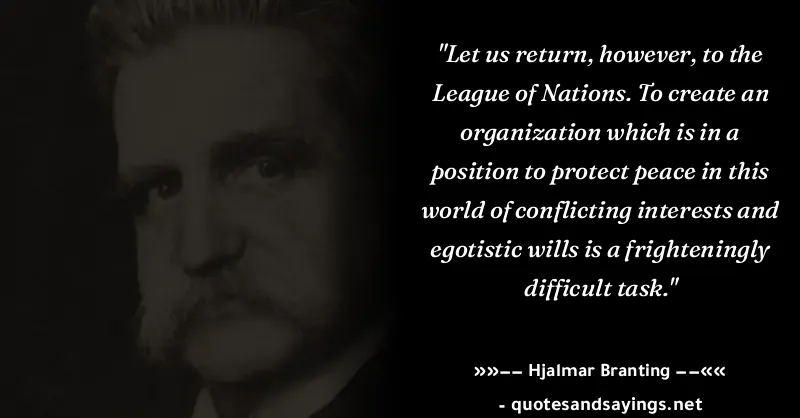 "Let us return, however, to the
League of Nations. To create an
organization which is in a
position to protect peace in this
world of conflicting interests and
egotistic wills is a frighteningly
difficult task."
»»−− Hjalmar Branting −−««
- quotesandsayings.net